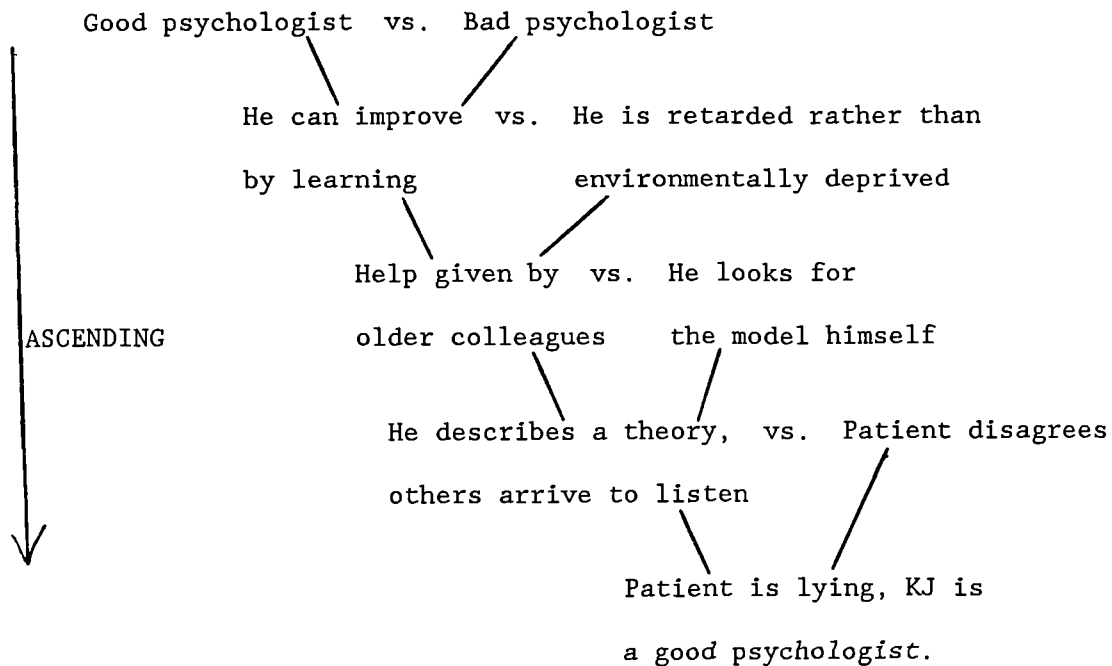 Good psychologist vs. Bad psychologist
He can improve vs. He is retarded rather than
by learning environmentally deprived
Help given by vs. He looks for
ASCENDING older colleagues the model himself
He describes a theory, vs. Patient disagrees
others arrive to listen
Patient is lying, KJ is
a good psychologist.